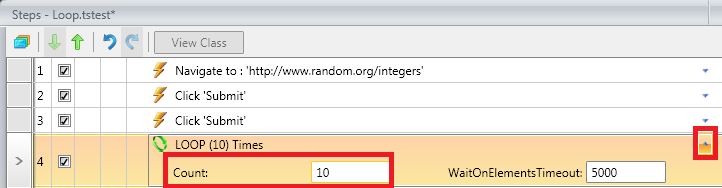 Steps - Loop.tstest*
View Class
1 Navigate to : 'http://www.random.org/integers'
2 Click 'Submit'
3 Click 'Submit'
LOOP (10) Times
4
Count: 10 WaitOnElementsTimeout: 5000